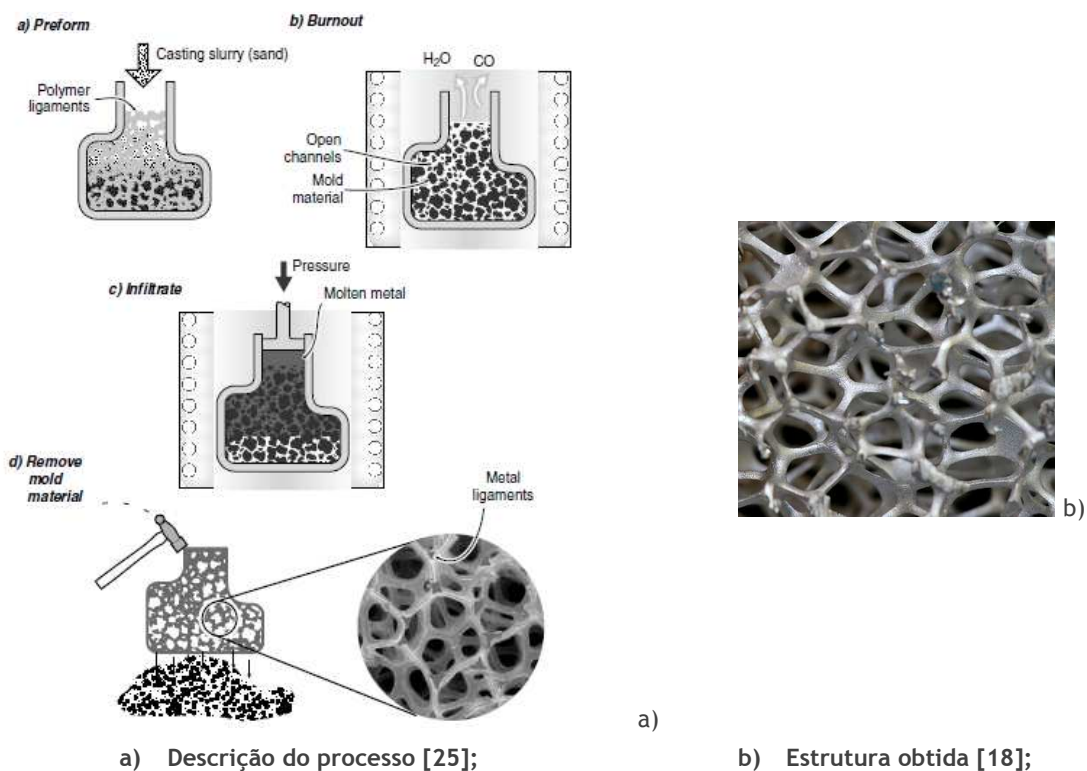 a) Preform
Casting slurry (sand)
Polymer
ligaments
b) Burnout
H₂O
CO
Open
channels
Mold
material
c) Infiltrate
Pressure
Molten metal
d) Remove
mold
material
Metal
ligaments
a)
b)
a) Descrição do processo [25];
b) Estrutura obtida [18];